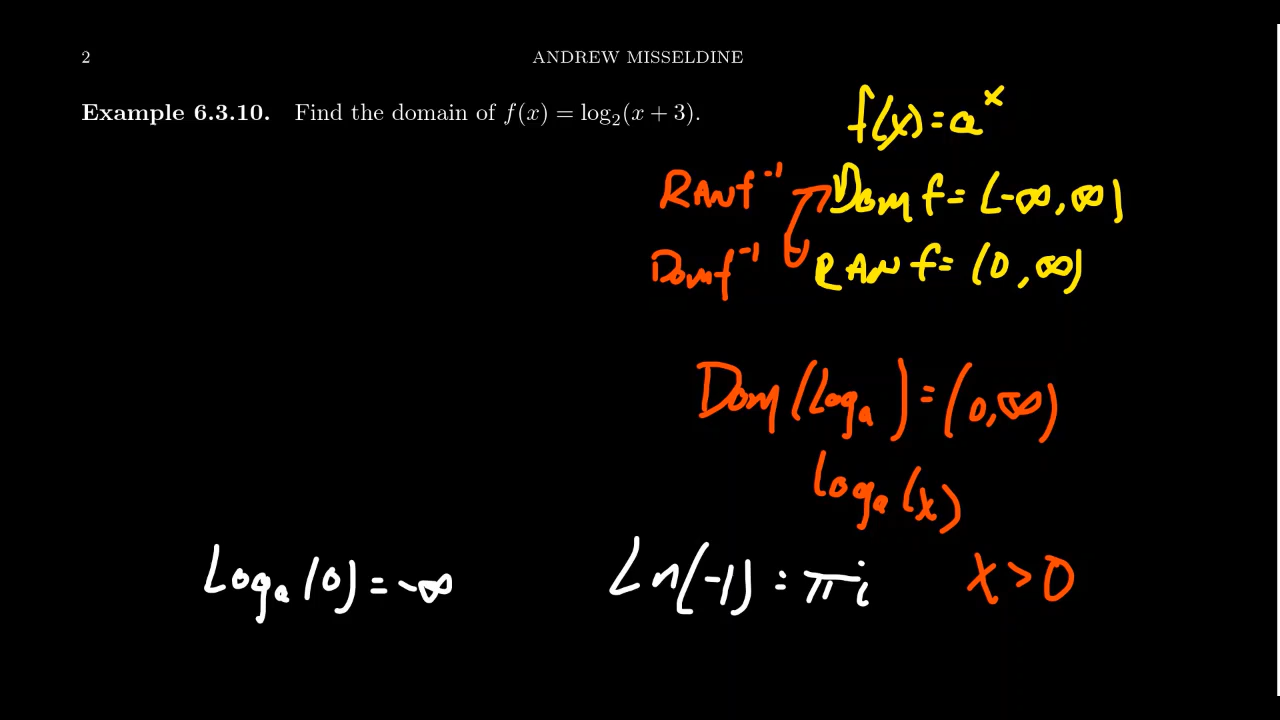 2
ANDREW MISSELDINE
Example 6.3.10. Find the domain of f(x) = log₂(x + 3).
f(x) = aˣ
RAN f⁻¹ Dom f = (-∞, ∞)
Dom f⁻¹ RAN f = (0, ∞)
Dom(Logₐ) = (0, ∞)
Logₐ(x)
Logₐ(0) = -∞ Ln(-1) = πi x > 0